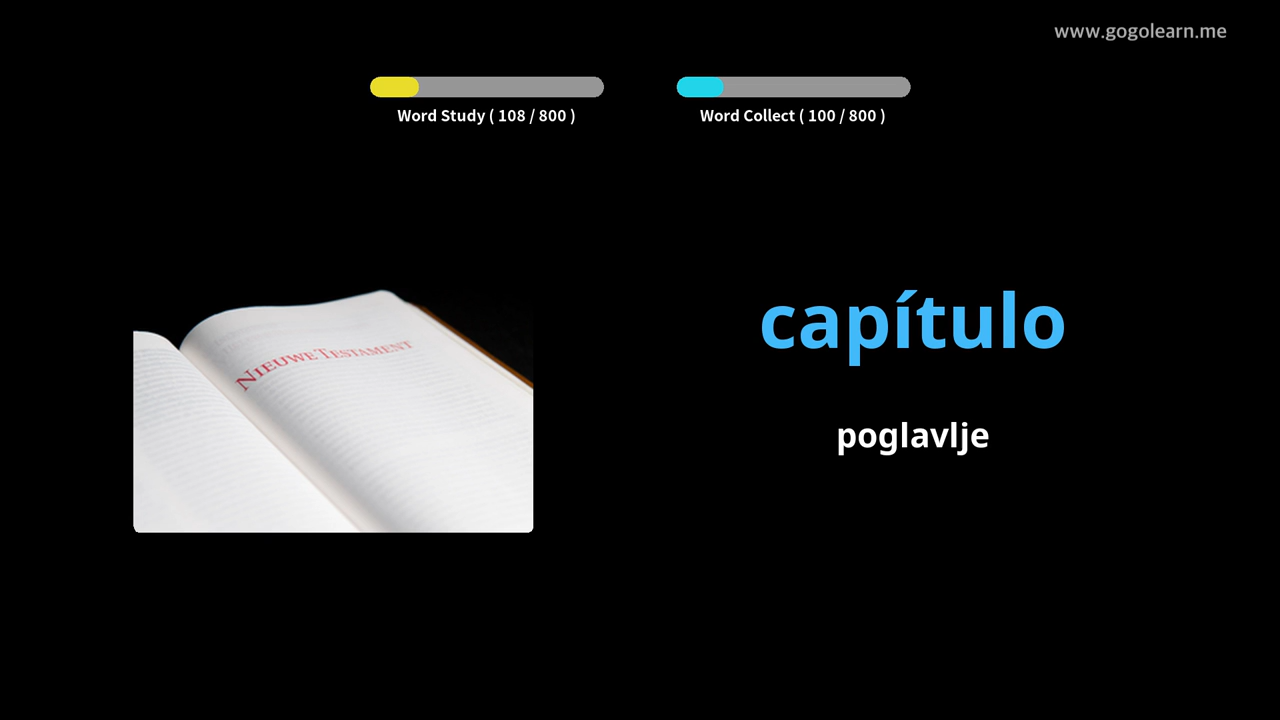 www.gogolearn.me
Word Study ( 108 / 800 )
Word Collect ( 100 / 800 )
NIEUWE TESTAMENT
capítulo
poglavlje